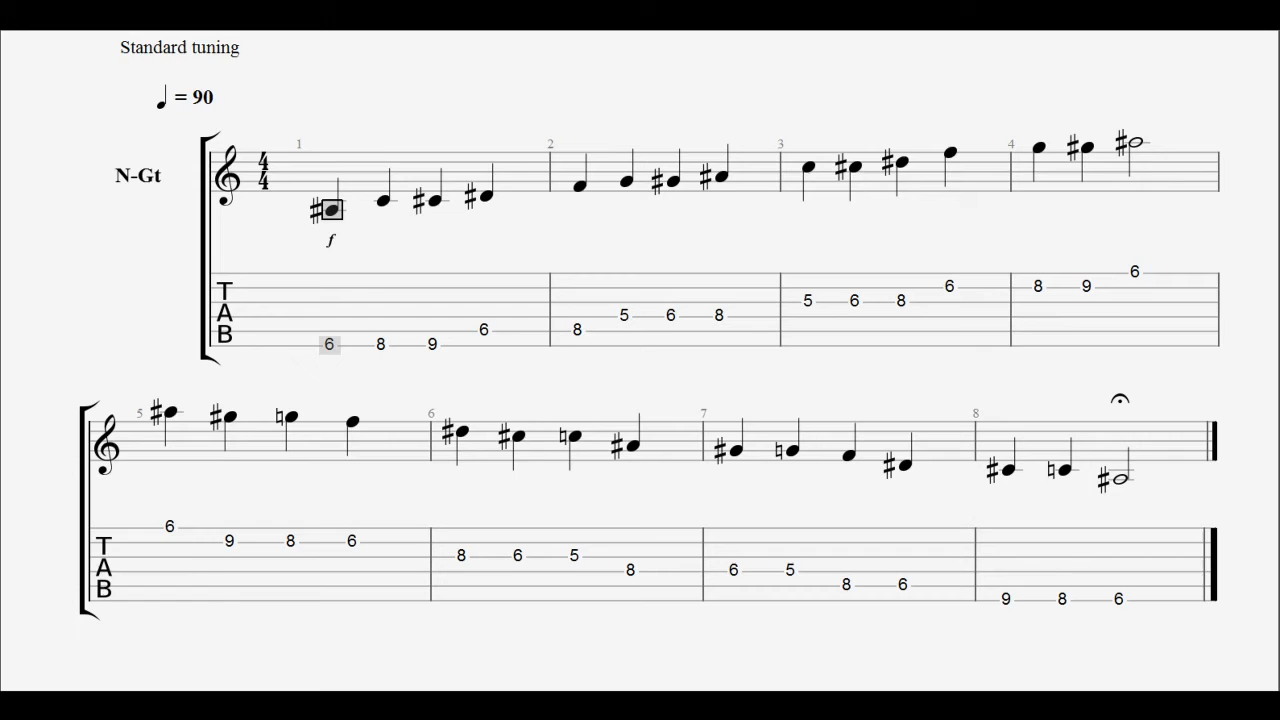 Standard tuning
= 90
1 2 3 4
N-Gt
4
4
f
T
A
B
6 8 9 6 8 5 6 8 5 6 8 6 8 9 6
5 6 7 8
T
A
B
6 9 8 6 8 6 5 8 6 5 8 6 9 8 6